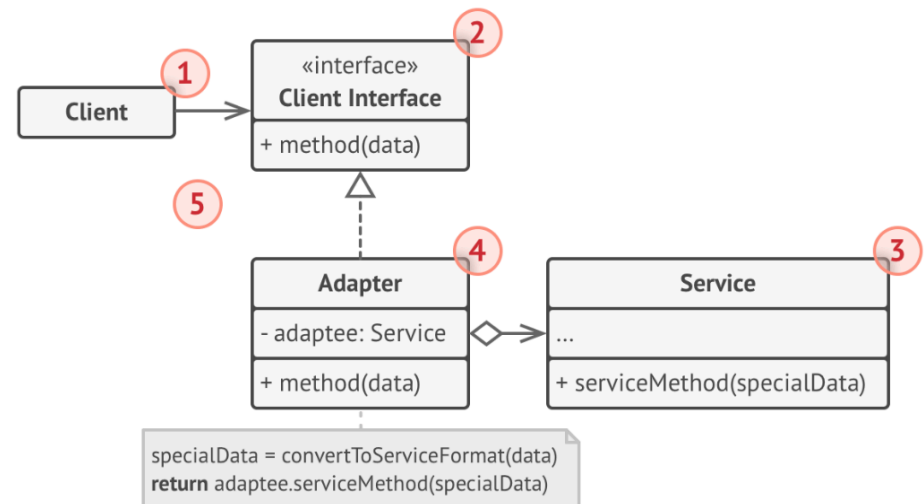 1
Client
2
«interface»
Client Interface
+ method(data)
5
4
Adapter
- adaptee: Service
+ method(data)
3
Service
...
+ serviceMethod(specialData)
specialData = convertToServiceFormat(data)
return adaptee.serviceMethod(specialData)